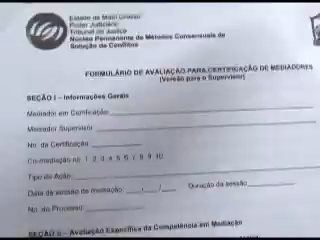 Estado de Mato Grosso
Poder Judiciário
Tribunal de Justiça
Núcleo Permanente de Métodos Consensuais de
Solução de Conflitos
FORMULÁRIO DE AVALIAÇÃO PARA CERTIFICAÇÃO DE MEDIADORES
(Versão para o Supervisor)
SEÇÃO I – Informações Gerais
Mediador em Certificação
Mediador Supervisor
No. da Certificação
Co-mediação no. 1 2 3 4 5 6 7 8 9 10
Tipo de Ação
Data da sessão de mediação: ___/___/___ Duração da sessão
No. do Processo:
SEÇÃO II – Avaliação Específica da Competência em Mediação